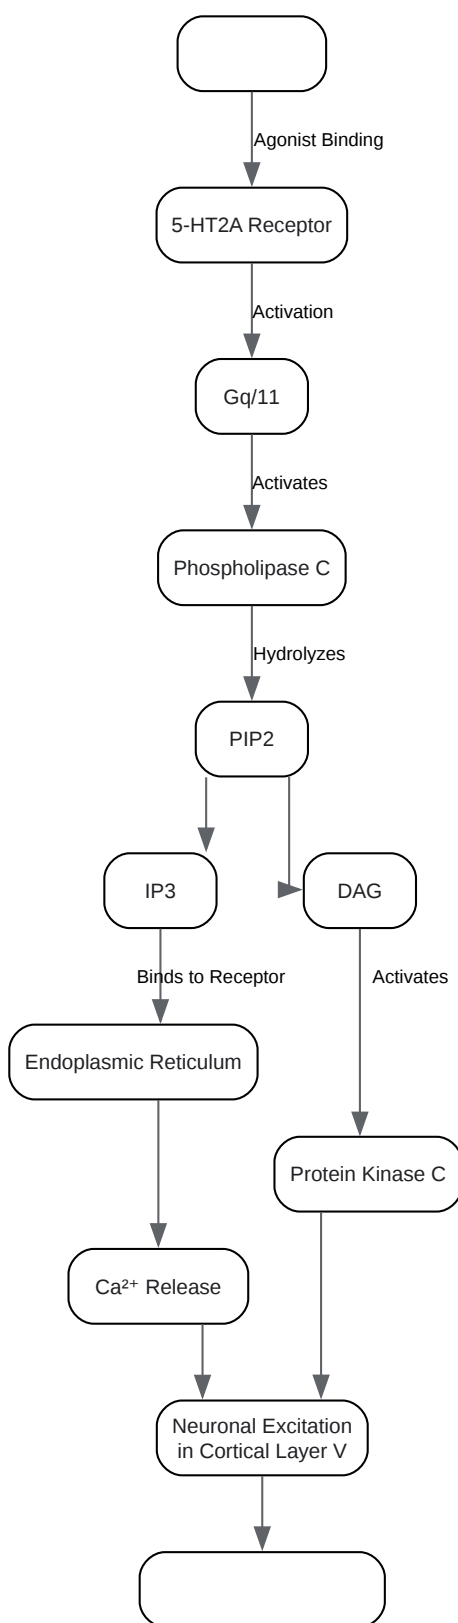 Agonist Binding
5-HT2A Receptor
Activation
Gq/11
Activates
Phospholipase C
Hydrolyzes
PIP2
IP3
DAG
Binds to Receptor
Activates
Endoplasmic Reticulum
Protein Kinase C
Ca²⁺ Release
Neuronal Excitation
in Cortical Layer V